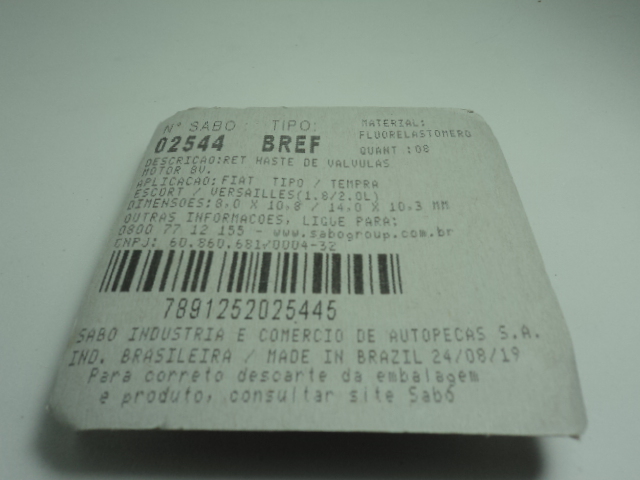 Nº SABO: TIPO: MATERIAL:
02544 BREF FLUORELASTOMERO
QUANT :08
DESCRICAO:RET HASTE DE VALVULAS
MOTOR 8V.
APLICACAO:FIAT TIPO / TEMPRA
ESCORT / VERSAILLES(1.8/2.0L)
DIMENSOES:8,0 X 10,8 / 14,0 X 10,3 MM
OUTRAS INFORMACOES, LIGUE PARA:
0800 77 12 155 - www.sabogroup.com.br
CNPJ: 60.860.681/0004-32
7891252025445
SABO INDUSTRIA E COMERCIO DE AUTOPECAS S.A.
IND. BRASILEIRA / MADE IN BRAZIL 24/08/19
Para correto descarte da embalagem
e produto, consultar site Sabó